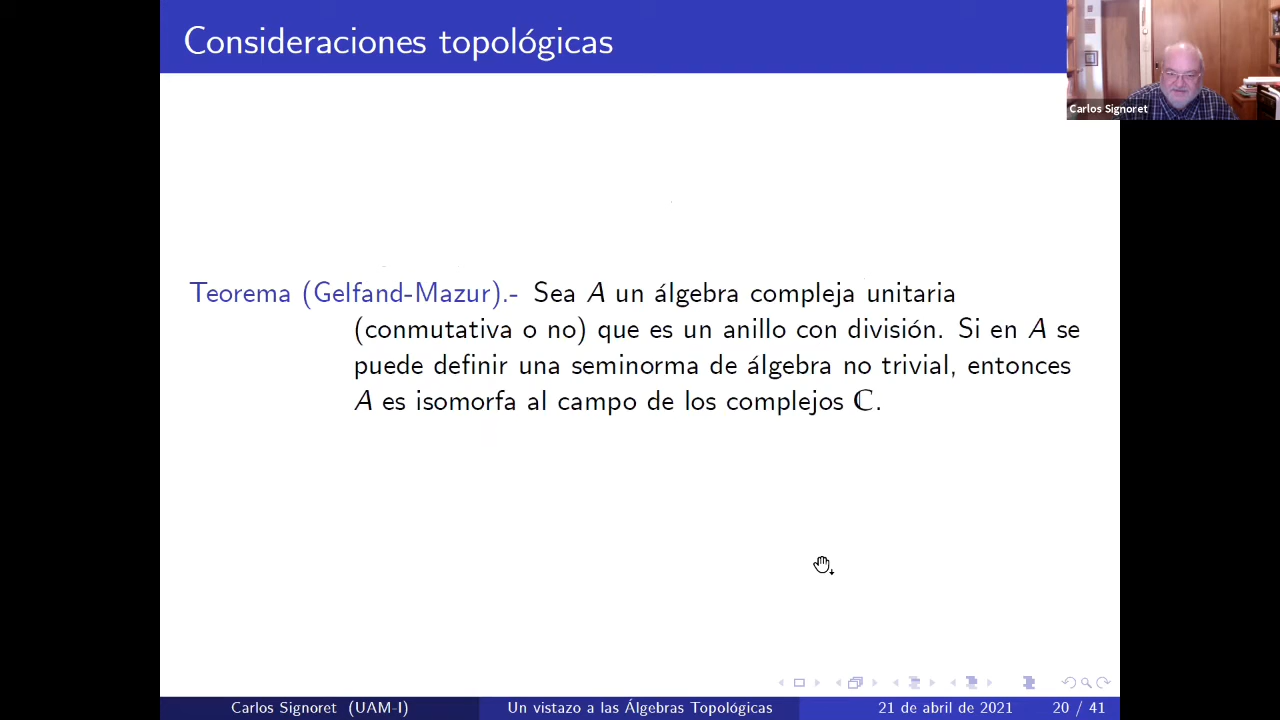 Consideraciones topológicas
Carlos Signoret
Teorema (Gelfand-Mazur).- Sea A un álgebra compleja unitaria
(conmutativa o no) que es un anillo con división. Si en A se
puede definir una seminorma de álgebra no trivial, entonces
A es isomorfa al campo de los complejos ℂ.
Carlos Signoret (UAM-I)
Un vistazo a las Álgebras Topológicas
21 de abril de 2021
20 / 41